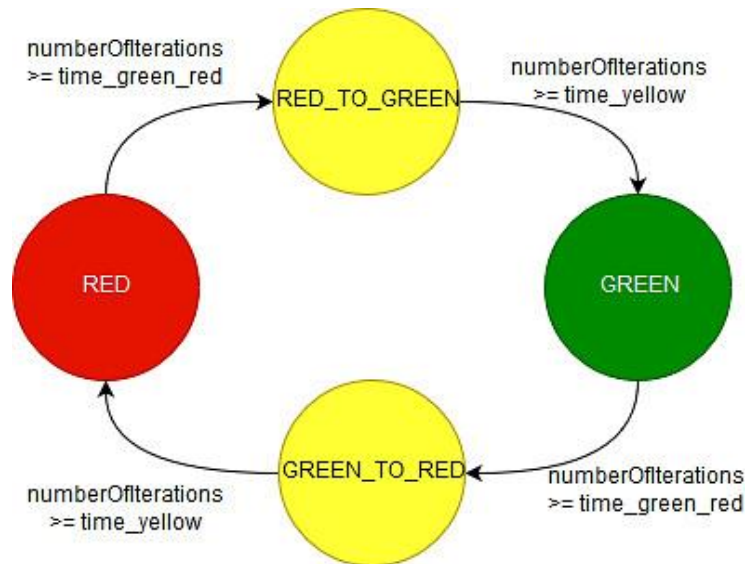 numberOfIterations
>= time_green_red
RED_TO_GREEN
numberOfIterations
>= time_yellow
RED
GREEN
GREEN_TO_RED
numberOfIterations
>= time_yellow
numberOfIterations
>= time_green_red